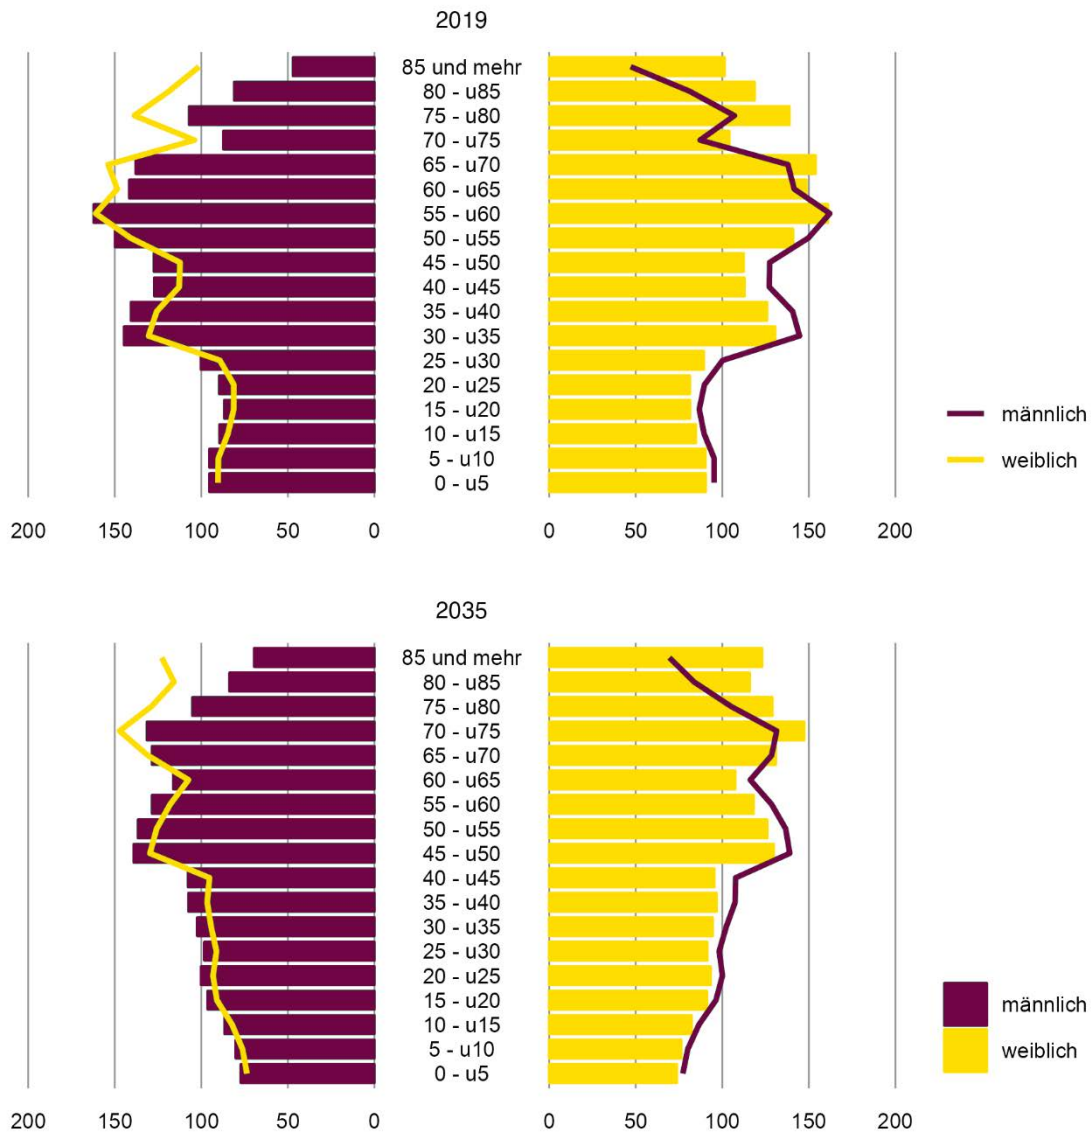 2019
85 und mehr
80 - u85
75 - u80
70 - u75
65 - u70
60 - u65
55 - u60
50 - u55
45 - u50
40 - u45
35 - u40
30 - u35
25 - u30
20 - u25
15 - u20
10 - u15
5 - u10
0 - u5
männlich
weiblich
200 150 100 50 0 0 50 100 150 200
2035
85 und mehr
80 - u85
75 - u80
70 - u75
65 - u70
60 - u65
55 - u60
50 - u55
45 - u50
40 - u45
35 - u40
30 - u35
25 - u30
20 - u25
15 - u20
10 - u15
5 - u10
0 - u5
männlich
weiblich
200 150 100 50 0 0 50 100 150 200